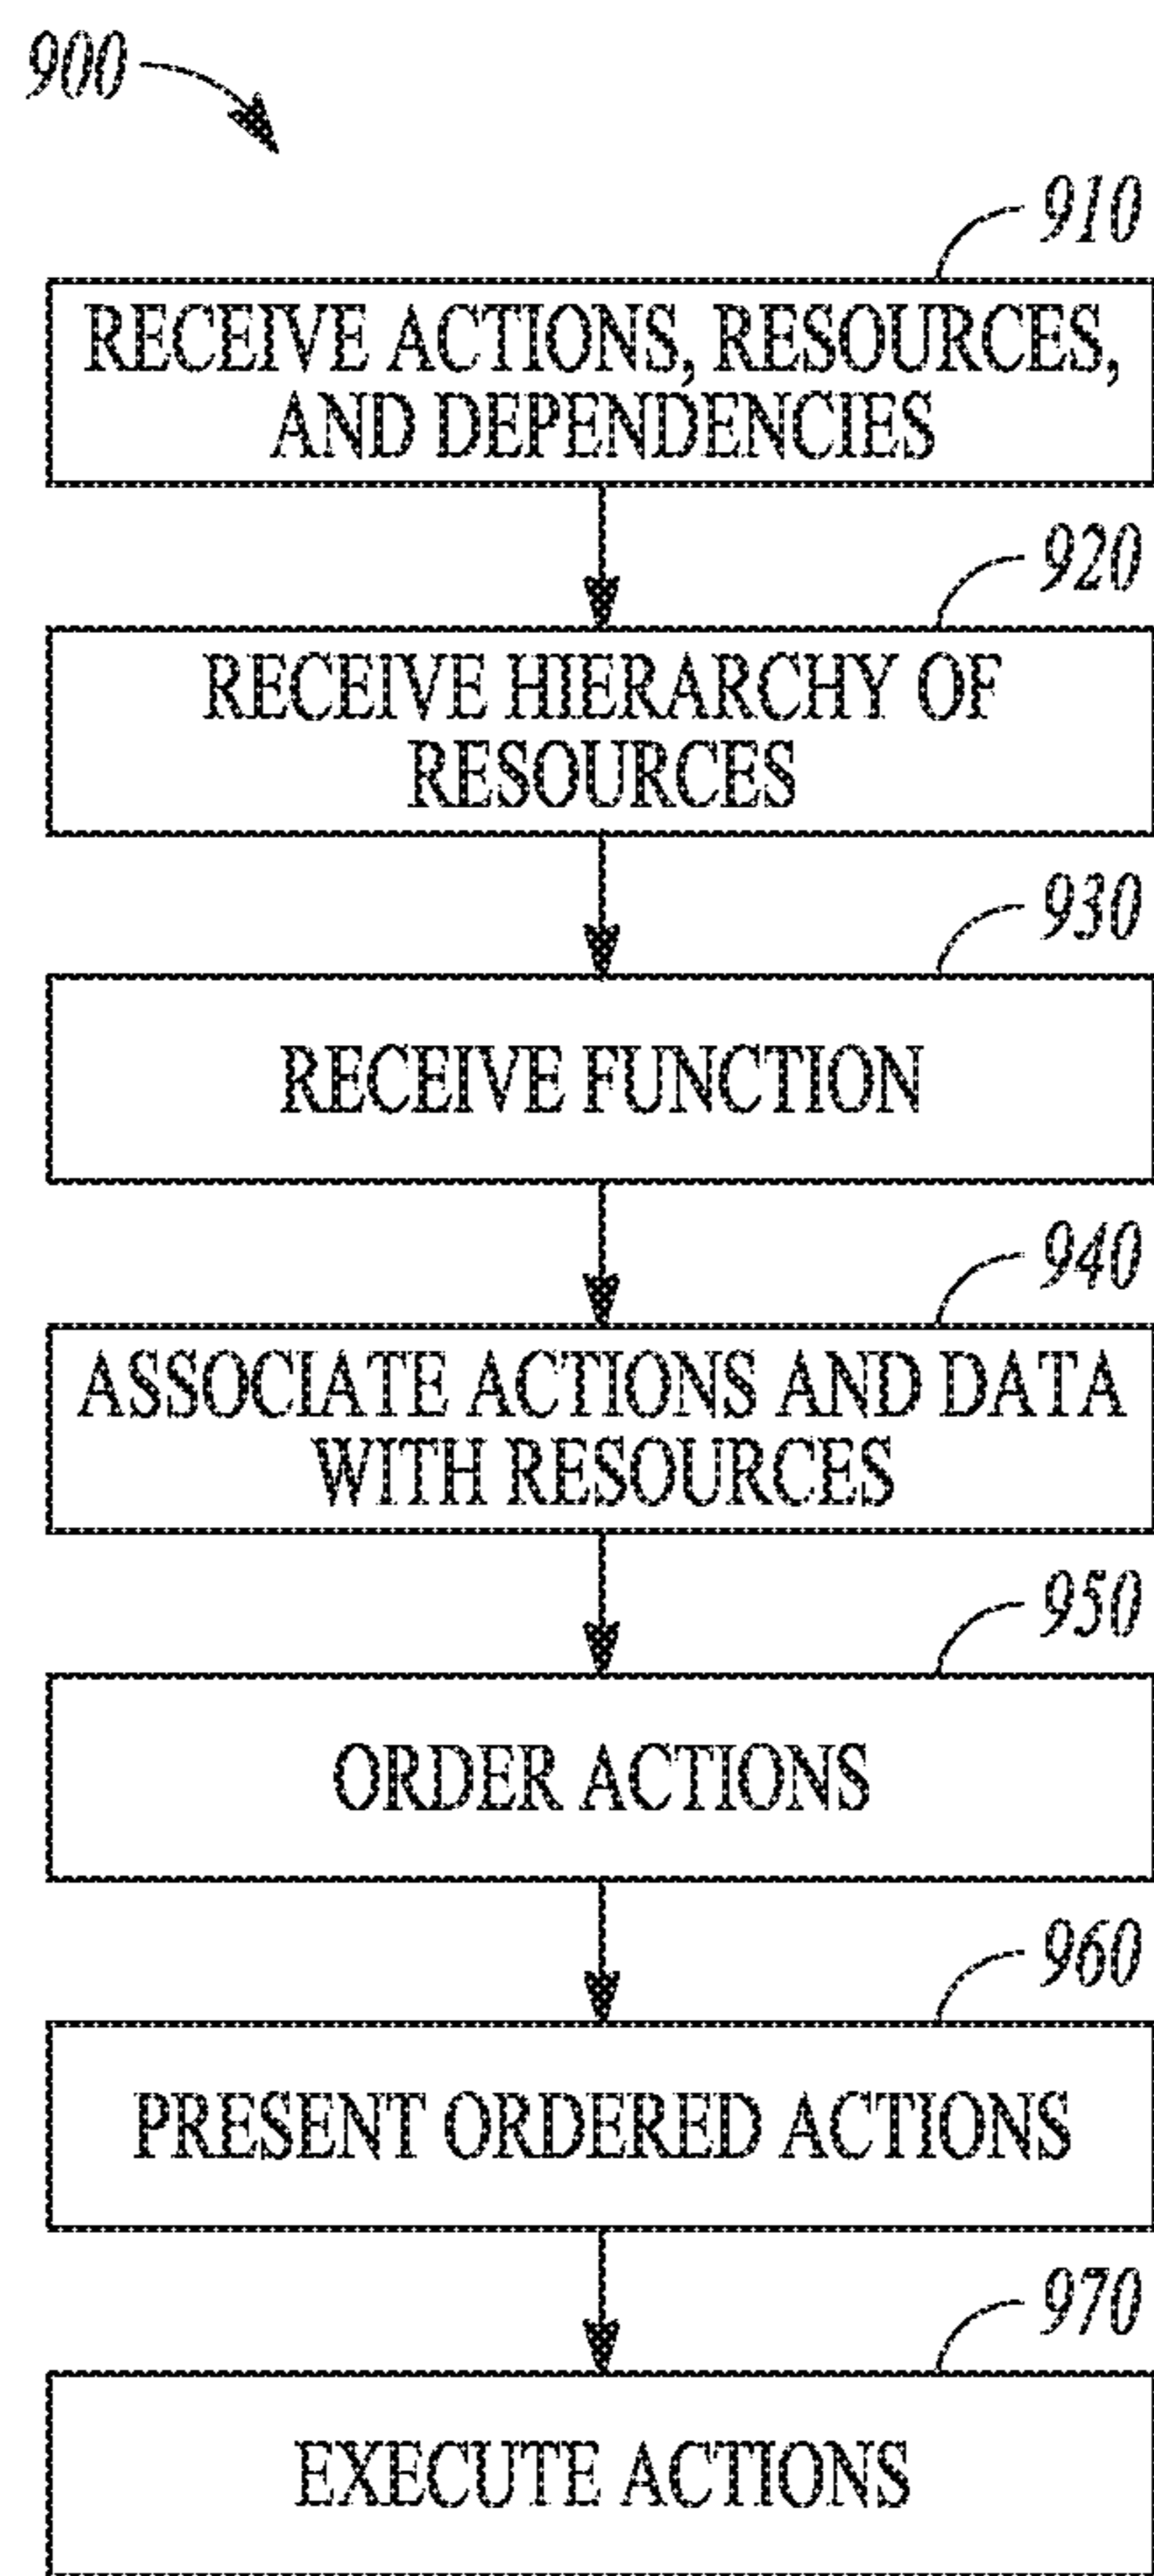 900
910
RECEIVE ACTIONS, RESOURCES,
AND DEPENDENCIES
920
RECEIVE HIERARCHY OF
RESOURCES
930
RECEIVE FUNCTION
940
ASSOCIATE ACTIONS AND DATA
WITH RESOURCES
950
ORDER ACTIONS
960
PRESENT ORDERED ACTIONS
970
EXECUTE ACTIONS